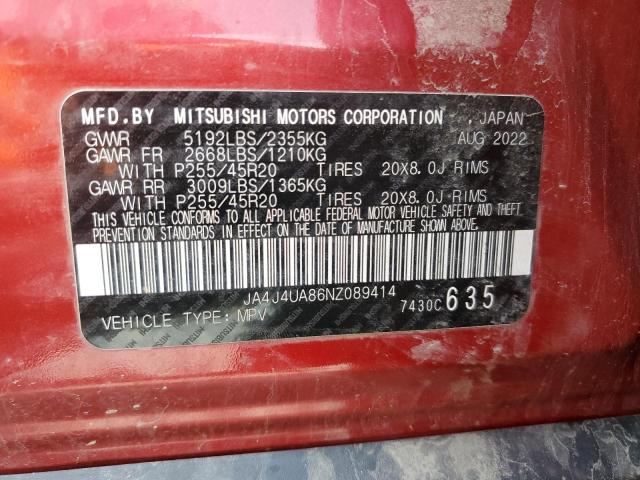 MFD.BY MITSUBISHI MOTORS CORPORATION , JAPAN
GVWR 5192LBS/2355KG AUG 2022
GAWR FR 2668LBS/1210KG
WITH P255/45R20 TIRES 20X8.0J RIMS
GAWR RR 3009LBS/1365KG
WITH P255/45R20 TIRES 20X8.0J RIMS
THIS VEHICLE CONFORMS TO ALL APPLICABLE FEDERAL MOTOR VEHICLE SAFETY AND THEFT
PREVENTION STANDARDS IN EFFECT ON THE DATE OF MANUFACTURE SHOWN ABOVE.
JA4J4UA86NZ089414 7430C 635
VEHICLE TYPE: MPV